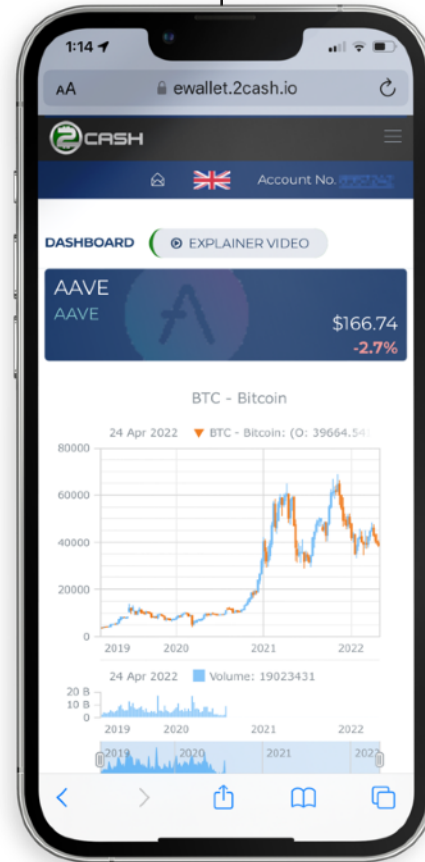 1:14
AA ewallet.2cash.io
2CASH
Account No.
DASHBOARD EXPLAINER VIDEO
AAVE
AAVE
$166.74
-2.7%
BTC - Bitcoin
24 Apr 2022 BTC - Bitcoin: (O: 39664.54
80000
60000
40000
20000
0
2019 2020 2021 2022
24 Apr 2022 Volume: 19023431
20 B
10 B
0
2019 2020 2021 2022
2019 2020 2021 2022